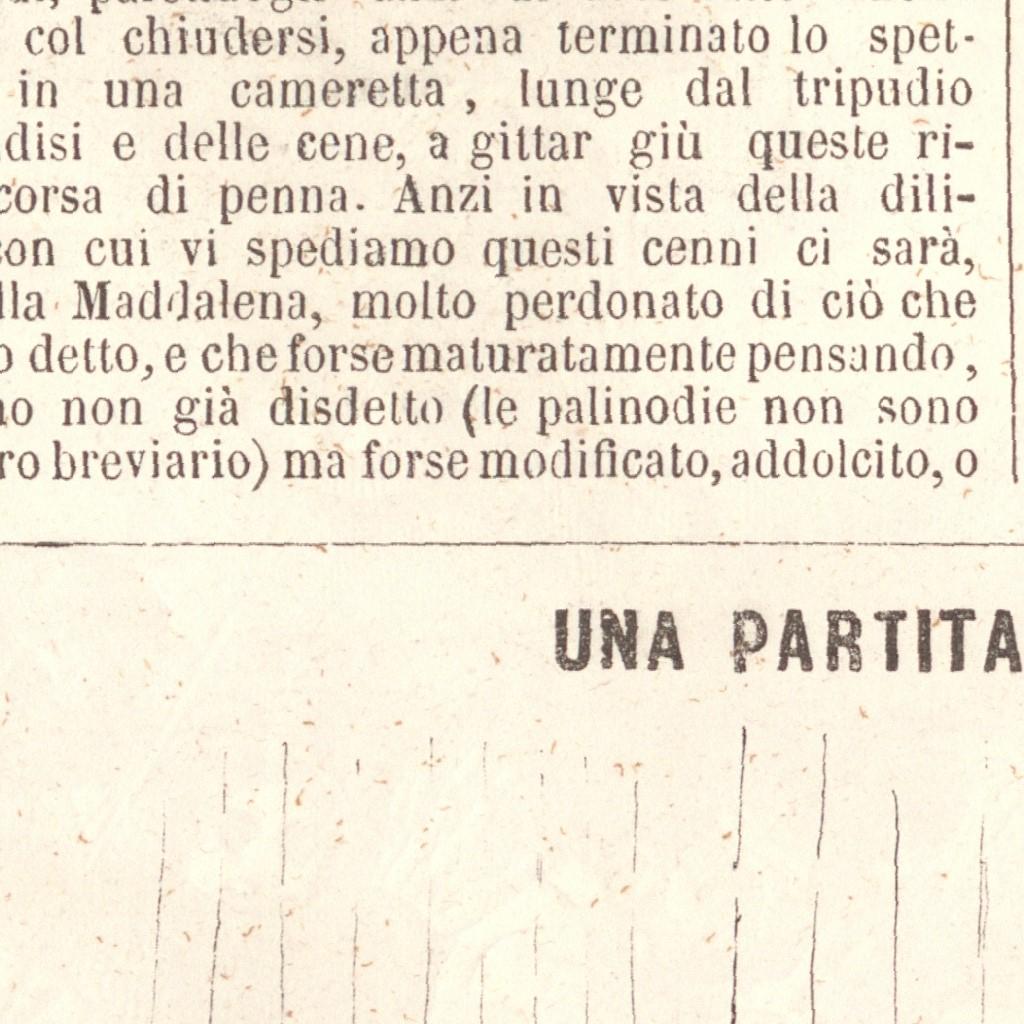 col chiudersi, appena terminato lo spet-
in una cameretta, lunge dal tripudio
disi e delle cene, a gittar giù queste ri-
corsa di penna. Anzi in vista della dili-
con cui vi spediamo questi cenni ci sarà,
lla Maddalena, molto perdonato di ciò che
o detto, e che forse maturatamente pensando,
no non già disdetto (le palinodie non sono
ro breviario) ma forse modificato, addolcito, o
UNA PARTITA